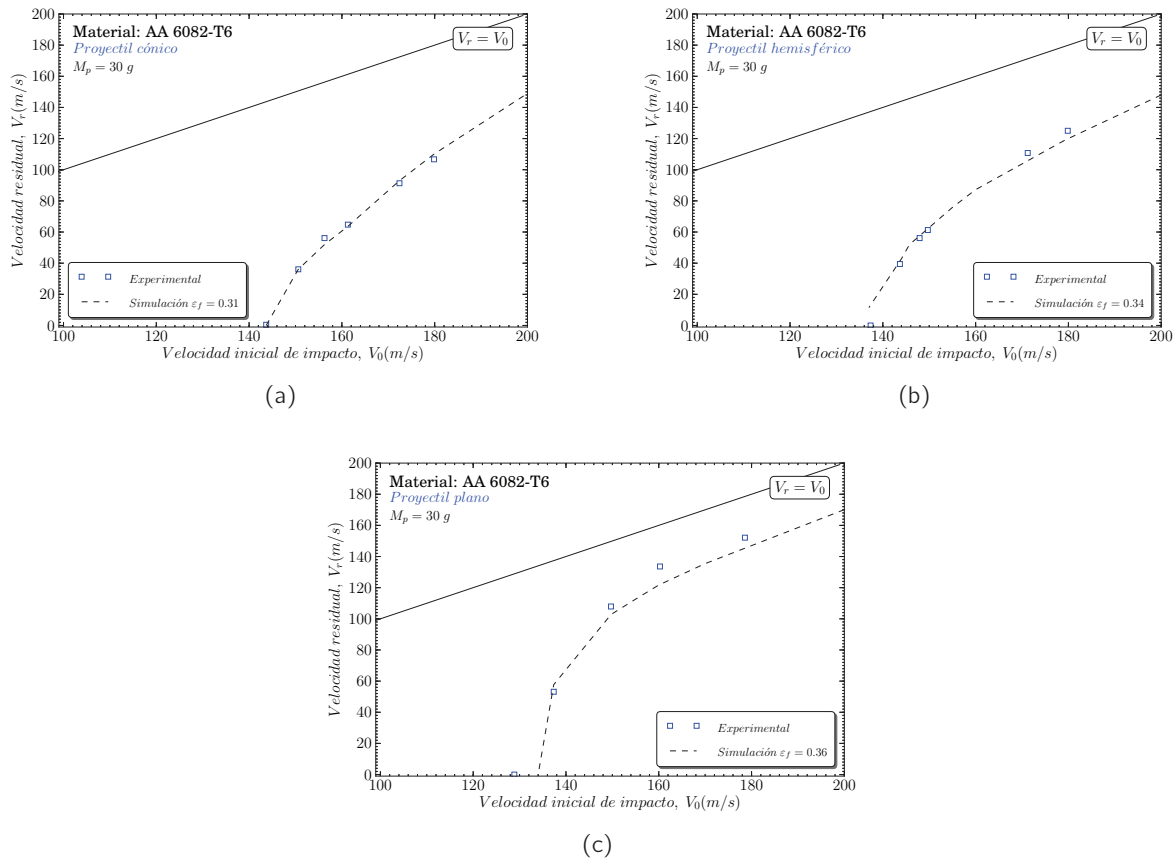 200
180
160
140
120
100
80
60
40
20
0
Velocidad residual, V_r(m/s)
Material: AA 6082-T6
Proyectil cónico
M_p = 30 g
V_r = V_0
Experimental
Simulación ε_f = 0.31
100 120 140 160 180 200
Velocidad inicial de impacto, V_0(m/s)
(a)
200
180
160
140
120
100
80
60
40
20
0
Velocidad residual, V_r(m/s)
Material: AA 6082-T6
Proyectil hemisférico
M_p = 30 g
V_r = V_0
Experimental
Simulación ε_f = 0.34
100 120 140 160 180 200
Velocidad inicial de impacto, V_0(m/s)
(b)
200
180
160
140
120
100
80
60
40
20
0
Velocidad residual, V_r(m/s)
Material: AA 6082-T6
Proyectil plano
M_p = 30 g
V_r = V_0
Experimental
Simulación ε_f = 0.36
100 120 140 160 180 200
Velocidad inicial de impacto, V_0(m/s)
(c)